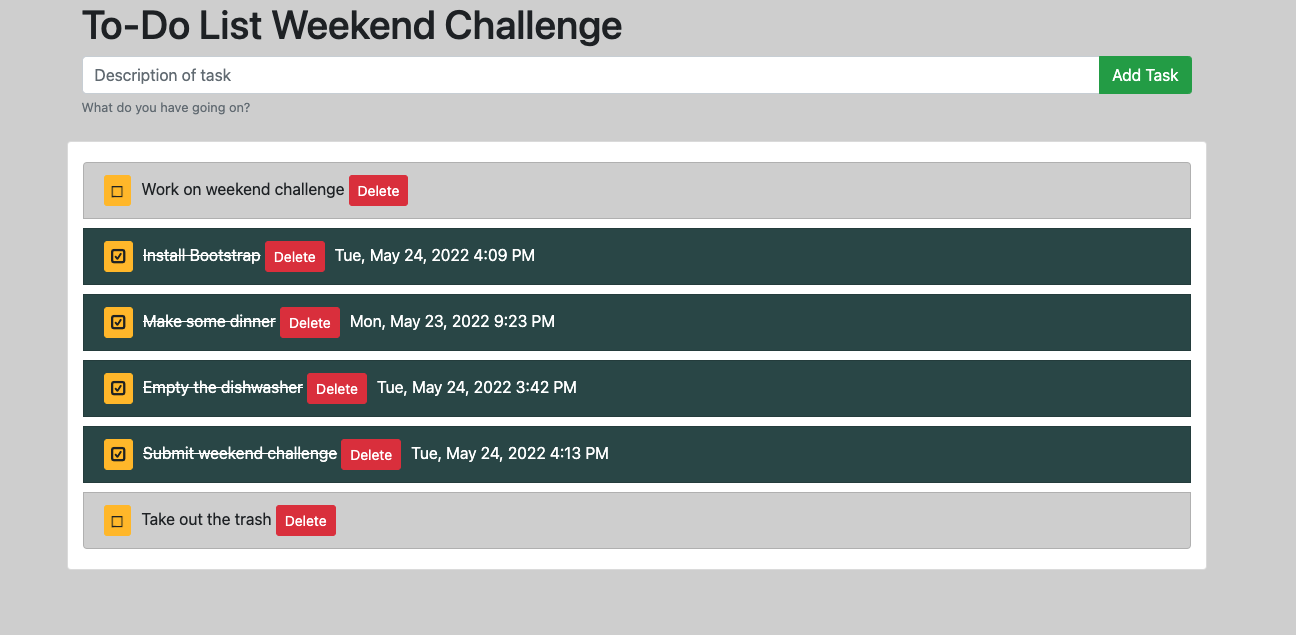 To-Do List Weekend Challenge
Description of task
Add Task
What do you have going on?
Work on weekend challenge Delete
Install Bootstrap Delete Tue, May 24, 2022 4:09 PM
Make some dinner Delete Mon, May 23, 2022 9:23 PM
Empty the dishwasher Delete Tue, May 24, 2022 3:42 PM
Submit weekend challenge Delete Tue, May 24, 2022 4:13 PM
Take out the trash Delete